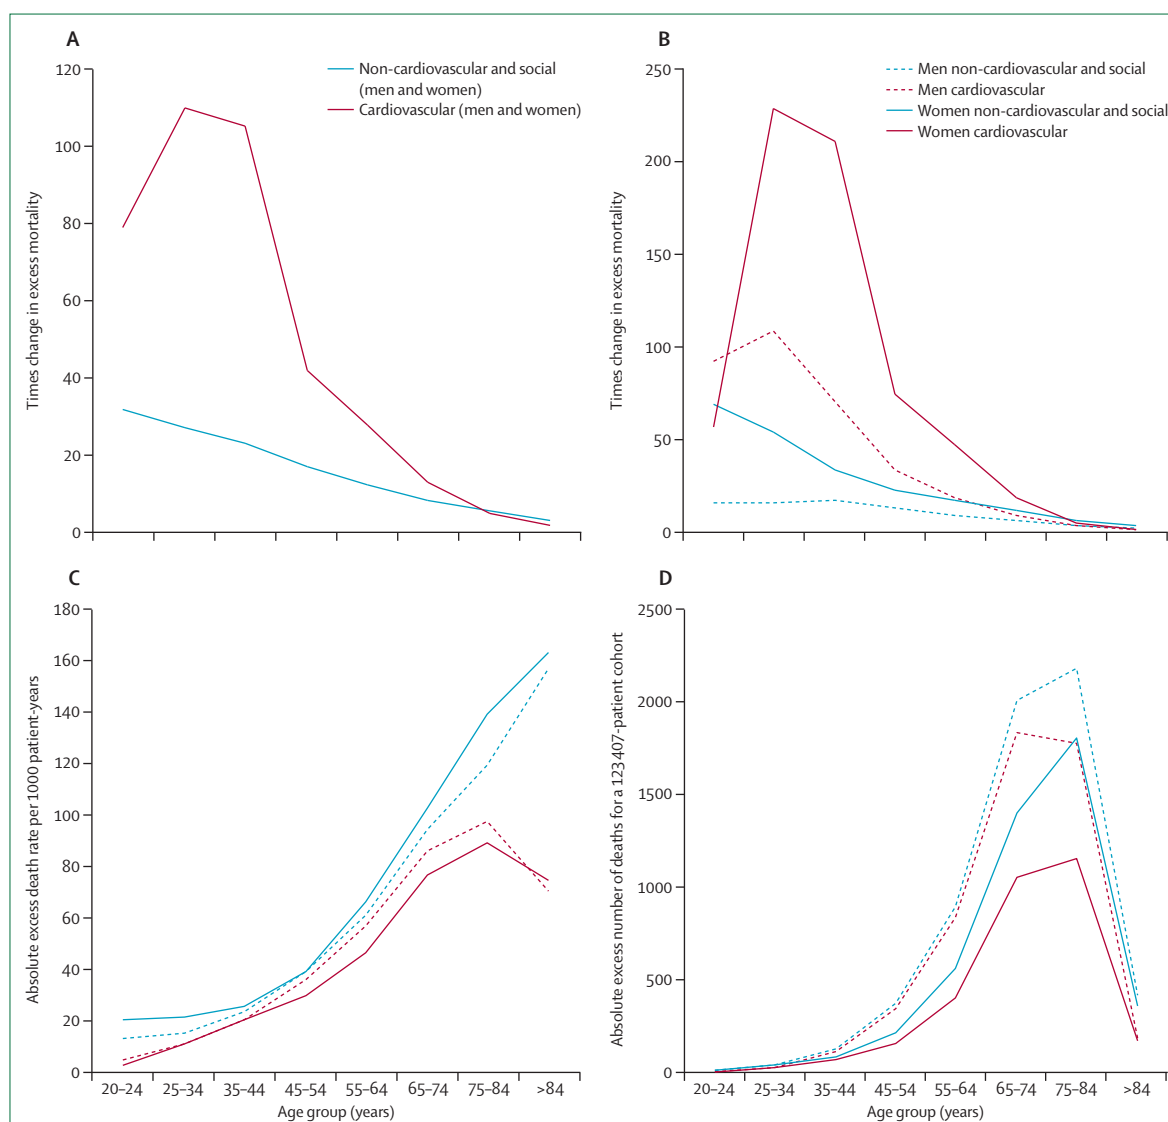 A
120
100
80
60
40
20
0
Times change in excess mortality
Non-cardiovascular and social
(men and women)
Cardiovascular (men and women)
B
250
200
150
100
50
0
Times change in excess mortality
Men non-cardiovascular and social
Men cardiovascular
Women non-cardiovascular and social
Women cardiovascular
C
180
160
140
120
100
80
60
40
20
0
Absolute excess death rate per 1000 patient-years
20–24 25–34 35–44 45–54 55–64 65–74 75–84 >84
Age group (years)
D
2500
2000
1500
1000
500
0
Absolute excess number of deaths for a 123 407-patient cohort
20–24 25–34 35–44 45–54 55–64 65–74 75–84 >84
Age group (years)